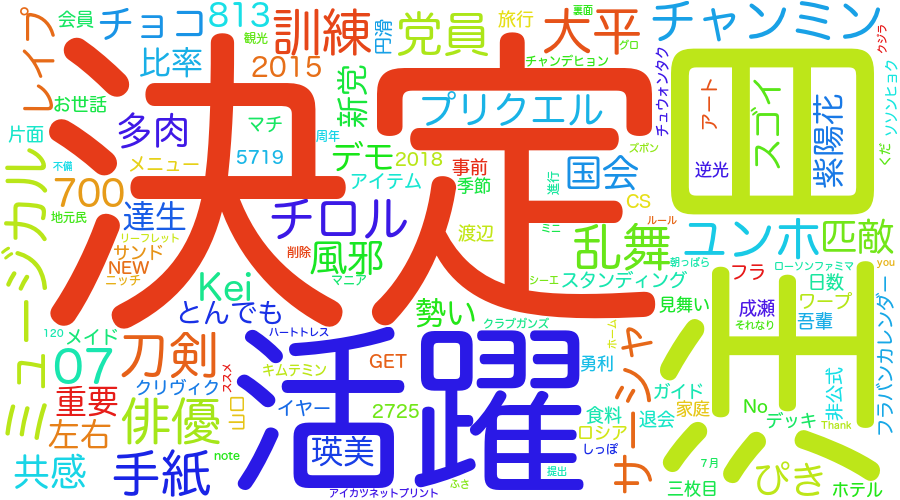 決定
活躍
黒
チョコ
会員
813
観光
訓練
円滑
党員
旅行
裏面
グロ
大平
チャンミン
クジラ
レイプ
比率
2015
新党
チャンデヒョン
チュウォンタク
アート
スゴイ
紫陽花
ソソンヒョク
お世話
片面
多肉
マチ
周年
プリクエル
ズボン
逆光
くだ
不備
5719
メニュー
デモ
2018
事前
季節
進行
国会
700
アイテム
CS
地元民
達生
チロル
渡辺
ミニ
ルール
ユンホ
匹敵
リーフレット
サンド
NEW
ニッチ
風邪
削除
マニア
乱舞
朝っぱら
ローソンファミマ
you
ミュージカル
Kei
シーエ
スタンディング
フラ
日数
とんでも
勢い
見舞い
成瀬
ワープ
吾輩
フラバンカレンダー
120
メイド
ハートトレス
クラブガンズ
ホーム
それなり
07
刀剣
キムテミン
GET
勇利
サーシャ
クリヴィク
ススメ
ガイド
非公式
重要
俳優
山口
イヤー
2725
食料
退会
家庭
No
デッキ
Thank
左右
瑛美
ロシア
しっぽ
共感
手紙
note
提出
7月
ぴき
アイカツネットプリント
ふさ
三枚目
ホテル